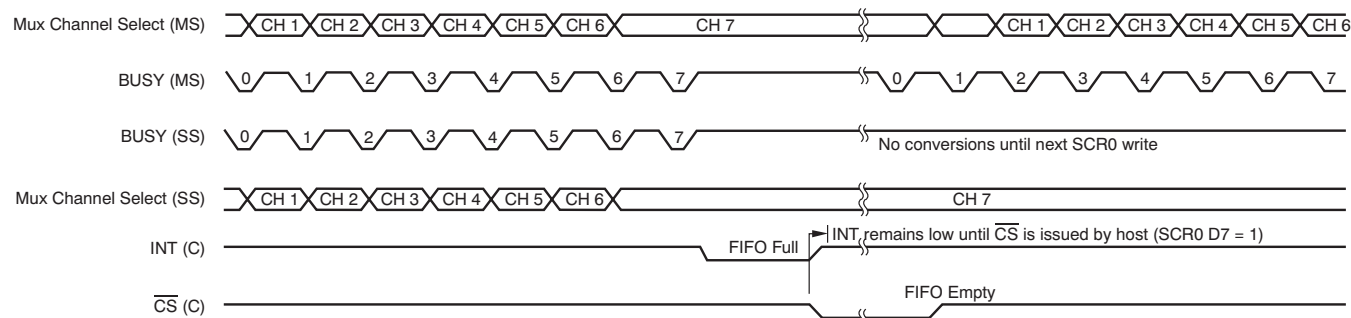 Mux Channel Select (MS) CH 1 CH 2 CH 3 CH 4 CH 5 CH 6 CH 7 CH 1 CH 2 CH 3 CH 4 CH 5 CH 6
BUSY (MS) 0 1 2 3 4 5 6 7 0 1 2 3 4 5 6 7
BUSY (SS) 0 1 2 3 4 5 6 7 No conversions until next SCR0 write
Mux Channel Select (SS) CH 1 CH 2 CH 3 CH 4 CH 5 CH 6 CH 7
INT (C) FIFO Full INT remains low until C̅S̅ is issued by host (SCR0 D7 = 1)
C̅S̅ (C) FIFO Empty